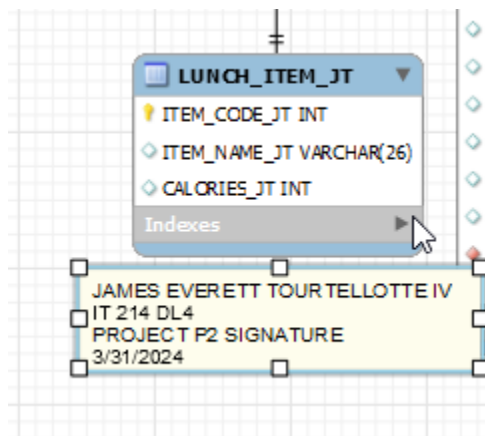 LUNCH_ITEM_JT
ITEM_CODE_JT INT
ITEM_NAME_JT VARCHAR(26)
CALORIES_JT INT
Indexes
JAMES EVERETT TOURTELLOTTE IV
IT 214 DL4
PROJECT P2 SIGNATURE
3/31/2024